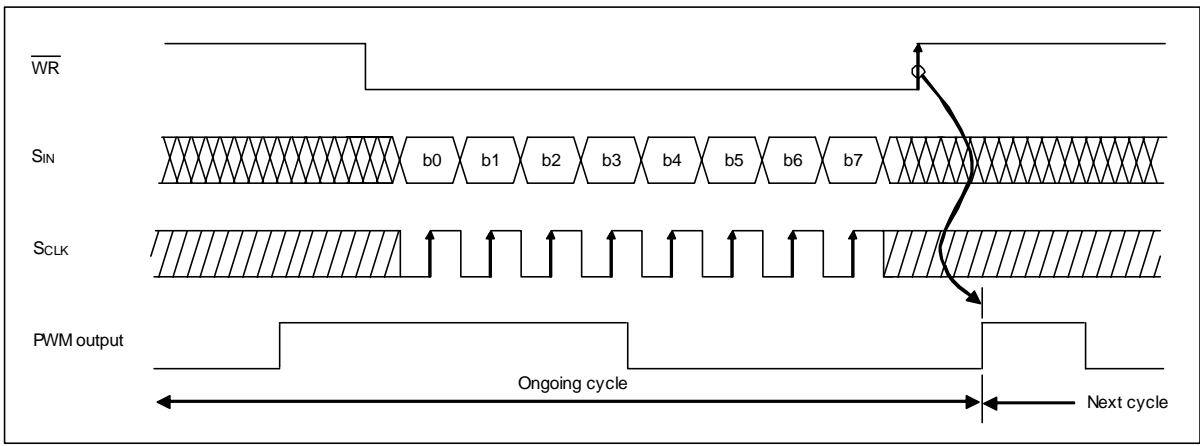 WR
SIN
b0 b1 b2 b3 b4 b5 b6 b7
SCLK
PWM output
Ongoing cycle
Next cycle